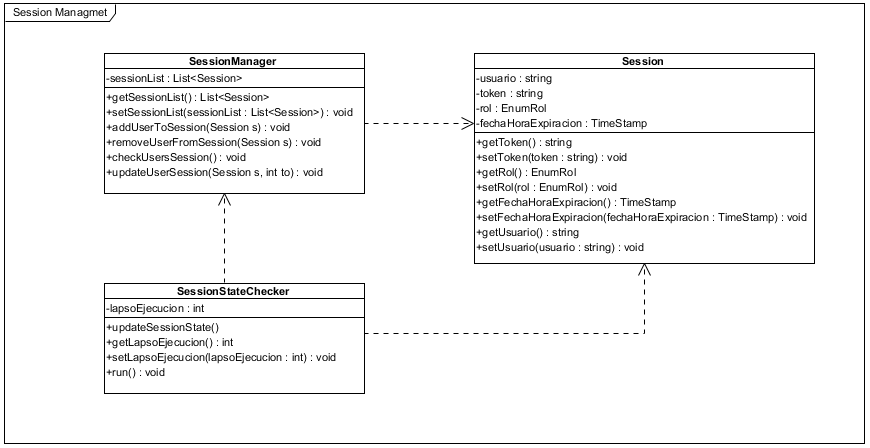 Session Managmet
SessionManager
-sessionList : List<Session>
+getSessionList() : List<Session>
+setSessionList(sessionList : List<Session>) : void
+addUserToSession(Session s) : void
+removeUserFromSession(Session s) : void
+checkUsersSession() : void
+updateUserSession(Session s, int to) : void
Session
-usuario : string
-token : string
-rol : EnumRol
-fechaHoraExpiracion : TimeStamp
+getToken() : string
+setToken(token : string) : void
+getRol() : EnumRol
+setRol(rol : EnumRol) : void
+getFechaHoraExpiracion() : TimeStamp
+setFechaHoraExpiracion(fechaHoraExpiracion : TimeStamp) : void
+getUsuario() : string
+setUsuario(usuario : string) : void
SessionStateChecker
-lapsoEjecucion : int
+updateSessionState()
+getLapsoEjecucion() : int
+setLapsoEjecucion(lapsoEjecucion : int) : void
+run() : void